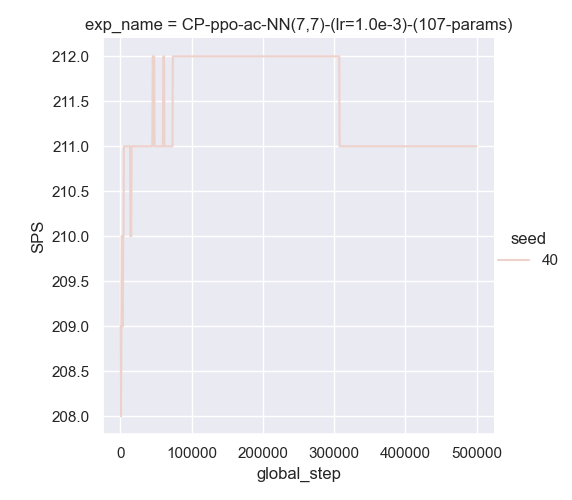 exp_name = CP-ppo-ac-NN(7,7)-(lr=1.0e-3)-(107-params)
212.0
211.5
211.0
210.5
210.0
209.5
209.0
208.5
208.0
SPS
0 100000 200000 300000 400000 500000
global_step
seed
40